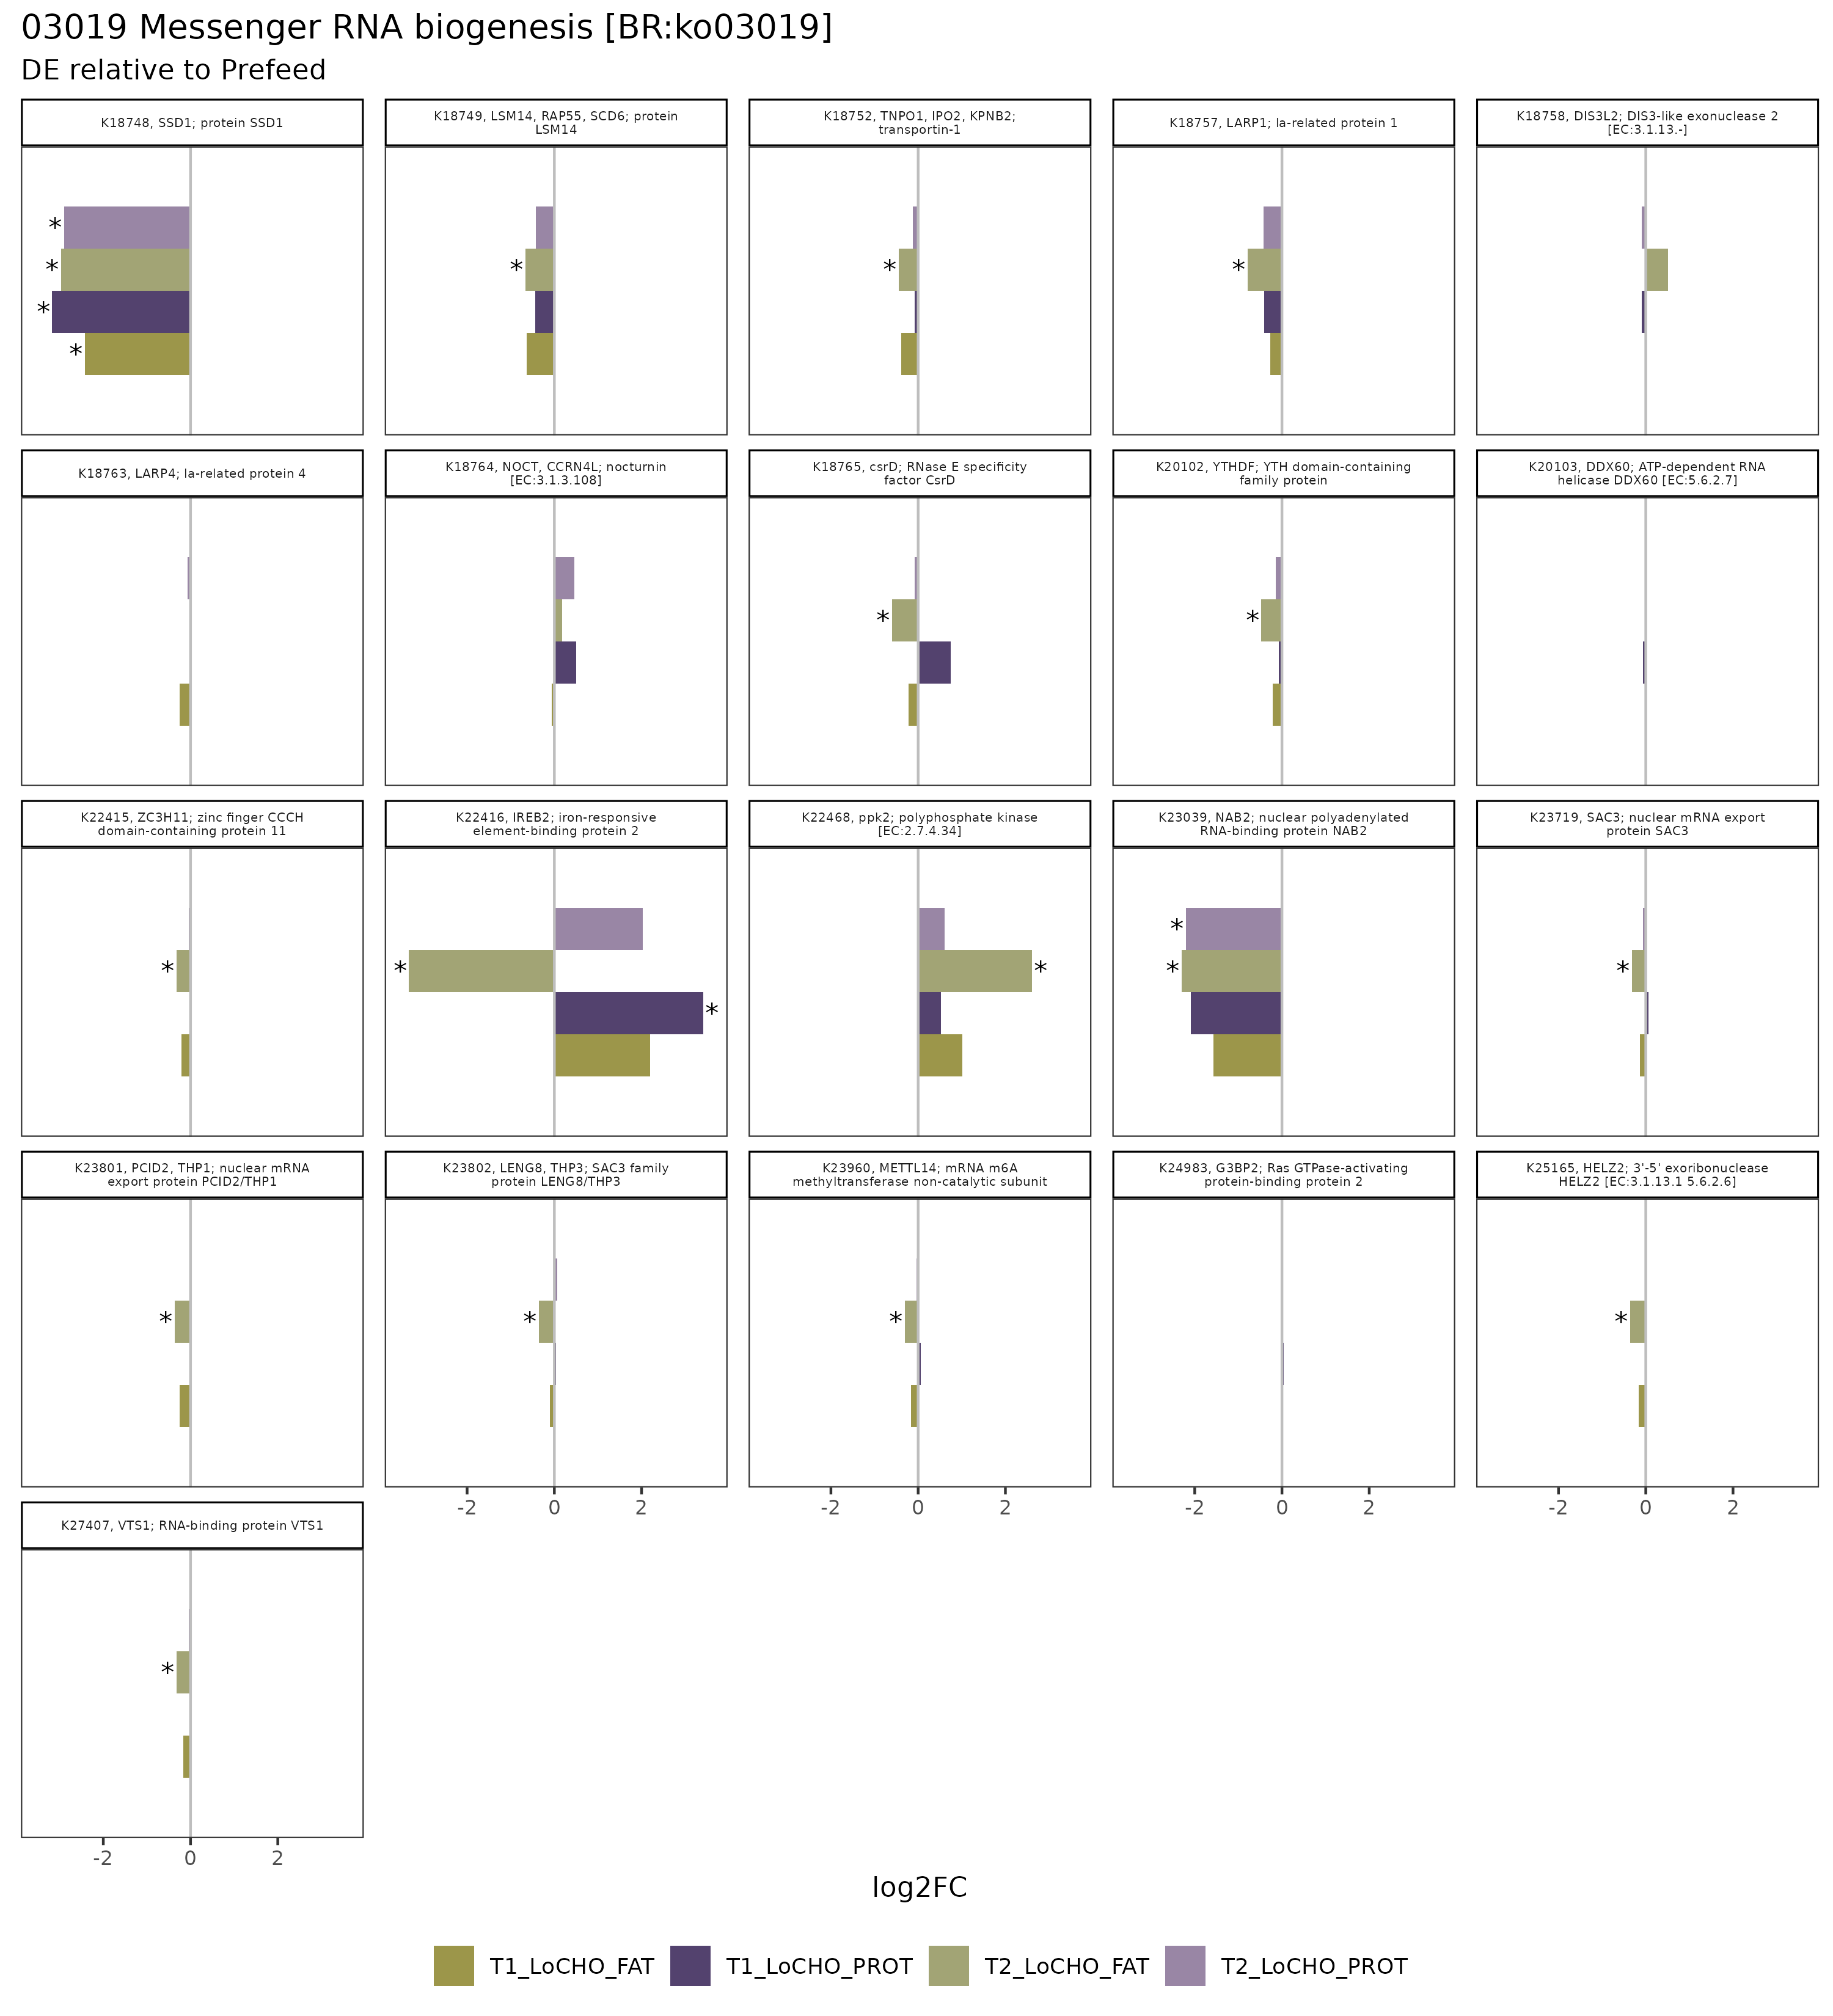 03019 Messenger RNA biogenesis [BR:ko03019]
DE relative to Prefeed
K18748, SSD1; protein SSD1
K18749, LSM14, RAP55, SCD6; protein
LSM14
K18752, TNPO1, IPO2, KPNB2;
transportin-1
K18757, LARP1; la-related protein 1
K18758, DIS3L2; DIS3-like exonuclease 2
[EC:3.1.13.-]
*
*
*
*
*
*
*
K18763, LARP4; la-related protein 4
K18764, NOCT, CCRN4L; nocturnin
[EC:3.1.3.108]
K18765, csrD; RNase E specificity
factor CsrD
K20102, YTHDF; YTH domain-containing
family protein
K20103, DDX60; ATP-dependent RNA
helicase DDX60 [EC:5.6.2.7]
*
*
K22415, ZC3H11; zinc finger CCCH
domain-containing protein 11
K22416, IREB2; iron-responsive
element-binding protein 2
K22468, ppk2; polyphosphate kinase
[EC:2.7.4.34]
K23039, NAB2; nuclear polyadenylated
RNA-binding protein NAB2
K23719, SAC3; nuclear mRNA export
protein SAC3
*
*
*
*
*
*
*
K23801, PCID2, THP1; nuclear mRNA
export protein PCID2/THP1
K23802, LENG8, THP3; SAC3 family
protein LENG8/THP3
K23960, METTL14; mRNA m6A
methyltransferase non-catalytic subunit
K24983, G3BP2; Ras GTPase-activating
protein-binding protein 2
K25165, HELZ2; 3'-5' exoribonuclease
HELZ2 [EC:3.1.13.1 5.6.2.6]
*
*
*
*
-2 0 2
-2 0 2
-2 0 2
-2 0 2
K27407, VTS1; RNA-binding protein VTS1
*
-2 0 2
log2FC
T1_LoCHO_FAT T1_LoCHO_PROT T2_LoCHO_FAT T2_LoCHO_PROT